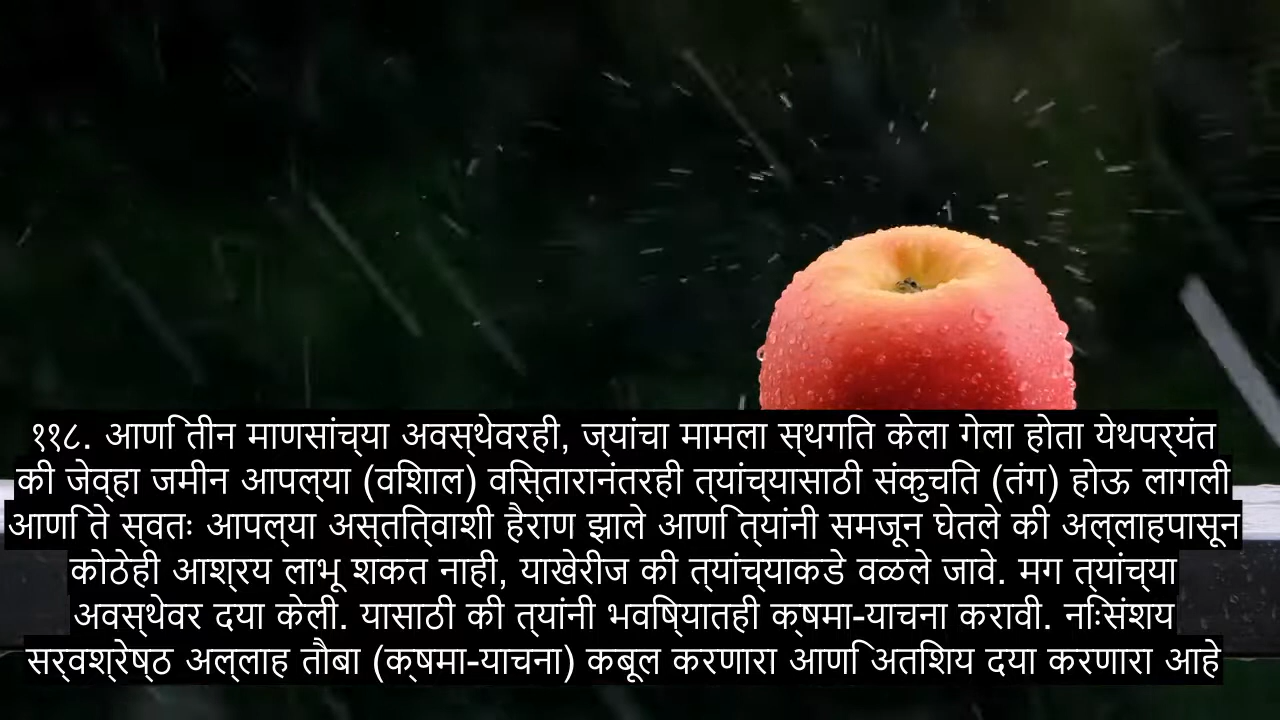 ११८. आणि तीन माणसांच्या अवस्थेवरही, ज्यांचा मामला स्थगित केला गेला होता येथपर्यंत
की जेव्हा जमीन आपल्या (विशाल) विस्तारानंतरही त्यांच्यासाठी संकुचित (तंग) होऊ लागली
आणि ते स्वतः आपल्या अस्तित्वाशी हैराण झाले आणि त्यांनी समजून घेतले की अल्लाहपासून
कोठेही आश्रय लाभू शकत नाही, याखेरीज की त्यांच्याकडे वळले जावे. मग त्यांच्या
अवस्थेवर दया केली. यासाठी की त्यांनी भविष्यातही क्षमा-याचना करावी. निःसंशय
सर्वश्रेष्ठ अल्लाह तौबा (क्षमा-याचना) कबूल करणारा आणि अतिशय दया करणारा आहे